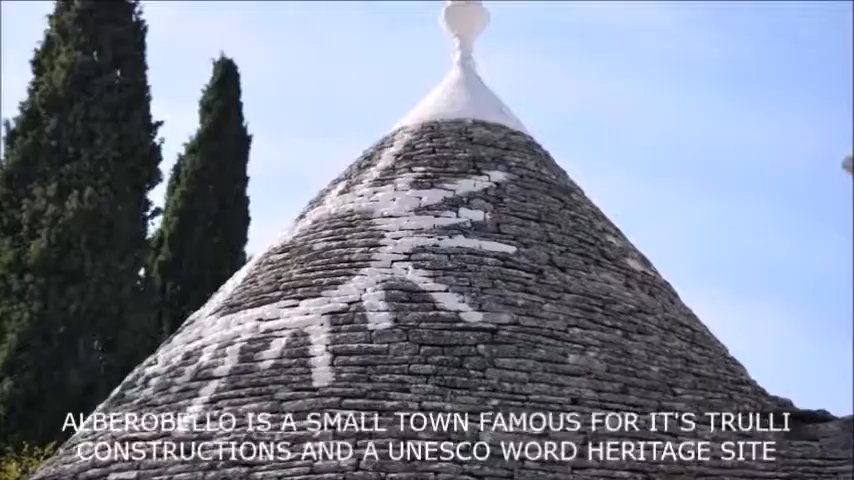 ALBEROBELLO IS A SMALL TOWN FAMOUS FOR IT'S TRULLI
CONSTRUCTIONS AND A UNESCO WORD HERITAGE SITE